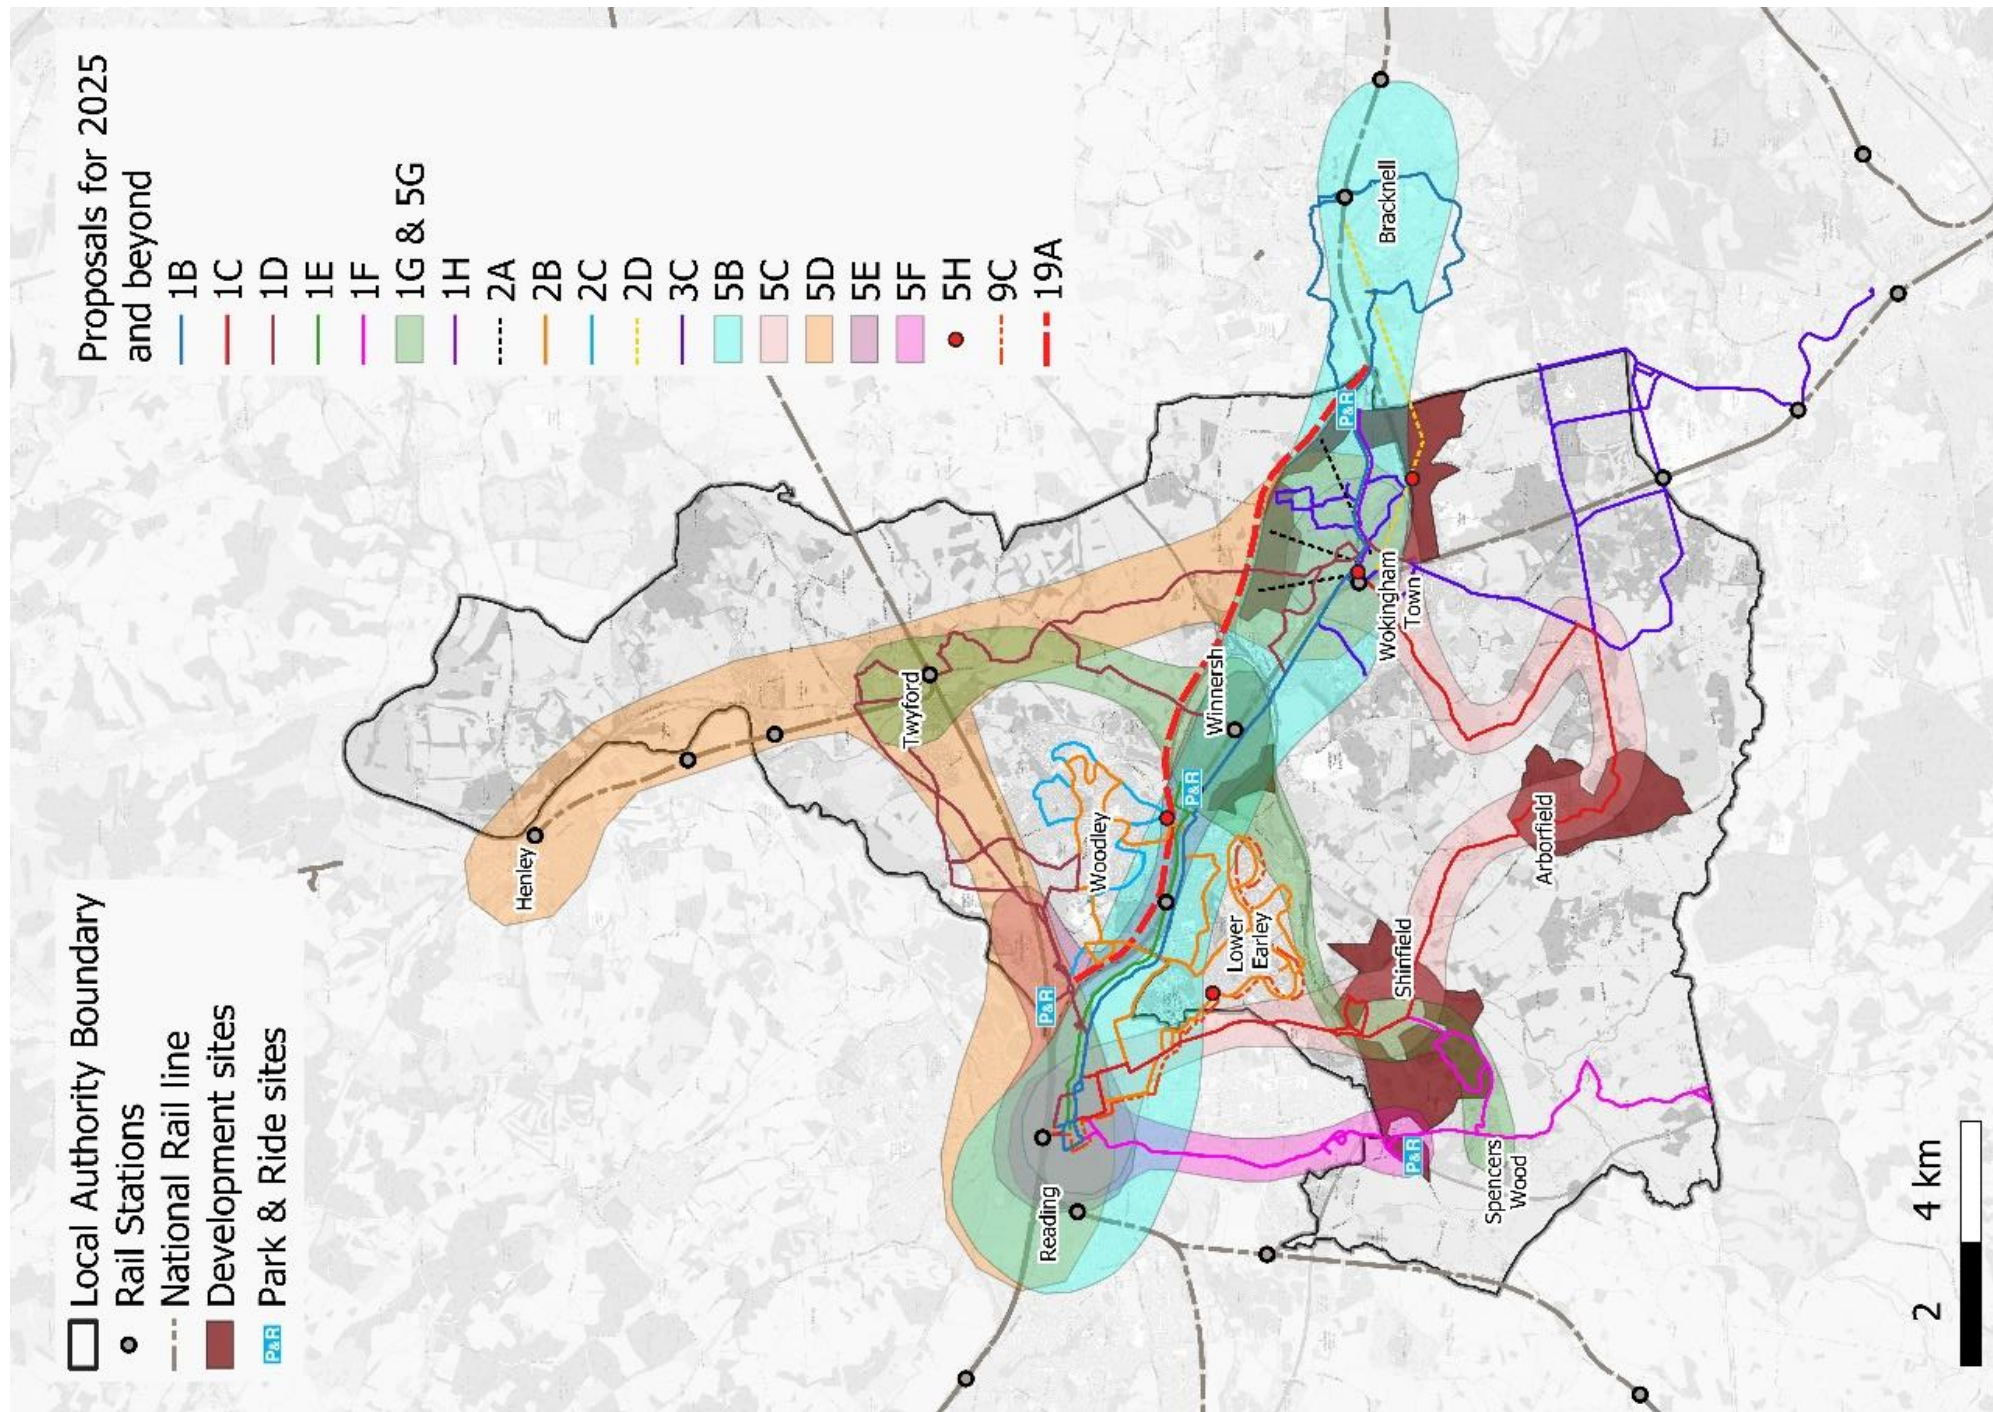 Local Authority Boundary
Rail Stations
National Rail line
Development sites
P&R Park & Ride sites
Proposals for 2025
and beyond
1B
1C
1D
1E
1F
1G & 5G
1H
2A
2B
2C
2D
3C
5B
5C
5D
5E
5F
5H
9C
19A
Henley
Twyford
Reading
P&R
Woodley
P&R
Winnersh
P&R
Bracknell
Lower
Earley
Wokingham
Town
Shinfield
Arborfield
P&R
Spencers
Wood
2
4 km